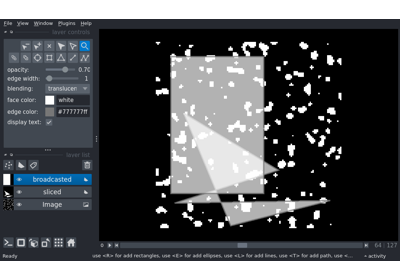 File View Window Plugins Help
layer controls
opacity: 0.70
edge width: 1
blending: translucen
face color: white
edge color: #777777ff
display text:
layer list
broadcasted
sliced
Image
64 127
Ready
use <R> for add rectangles, use <E> for add ellipses, use <L> for add lines, use <T> for add path, use <...
activity